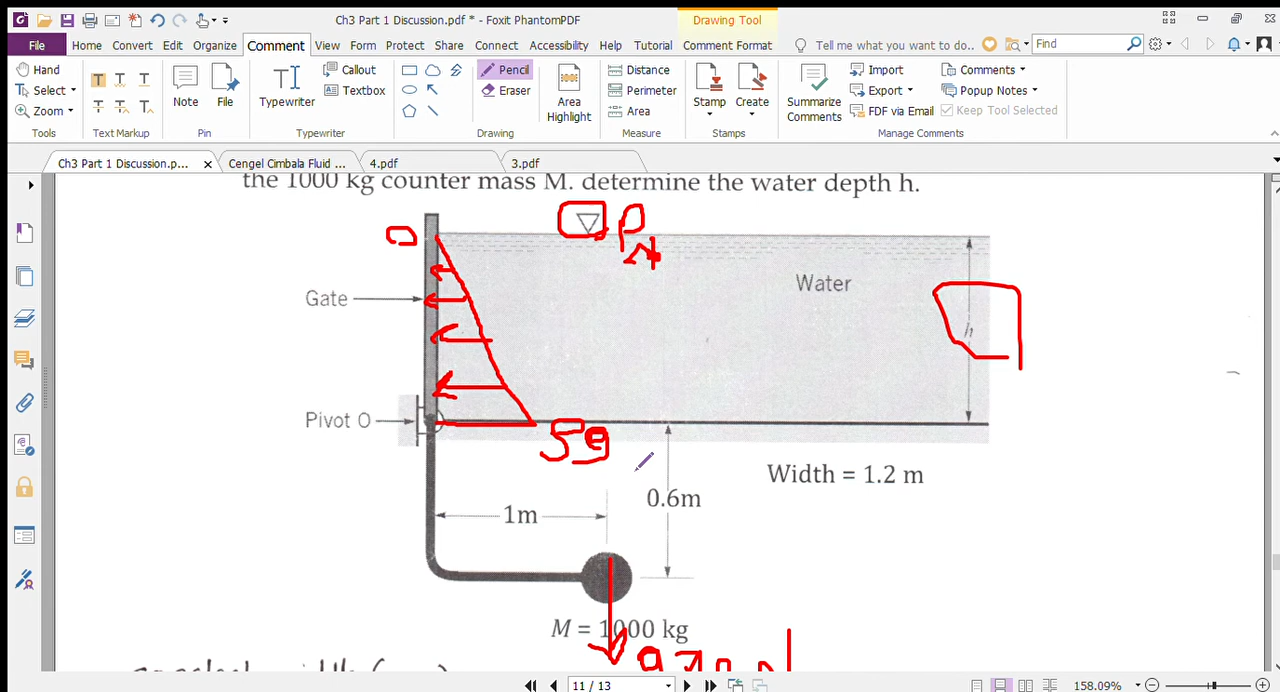 Ch3 Part 1 Discussion.pdf * - Foxit PhantomPDF
Drawing Tool
File Home Convert Edit Organize Comment View Form Protect Share Connect Accessibility Help Tutorial Comment Format Tell me what you want to do.. Find
Hand
Select
Zoom
Tools
T T T
T T T
Text Markup
Note
File
Pin
Typewriter
Callout
Textbox
Typewriter
Pencil
Eraser
Drawing
Area Highlight
Distance
Perimeter
Area
Measure
Stamp
Create
Stamps
Summarize Comments
Import
Export
FDF via Email
Comments
Popup Notes
Keep Tool Selected
Manage Comments
Ch3 Part 1 Discussion.p... × Cengel Cimbala Fluid ... 4.pdf 3.pdf
the 1000 kg counter mass M. determine the water depth h.
Water
Gate
h
Pivot O
Width = 1.2 m
0.6m
1m
M = 1000 kg
11 / 13
158.09%